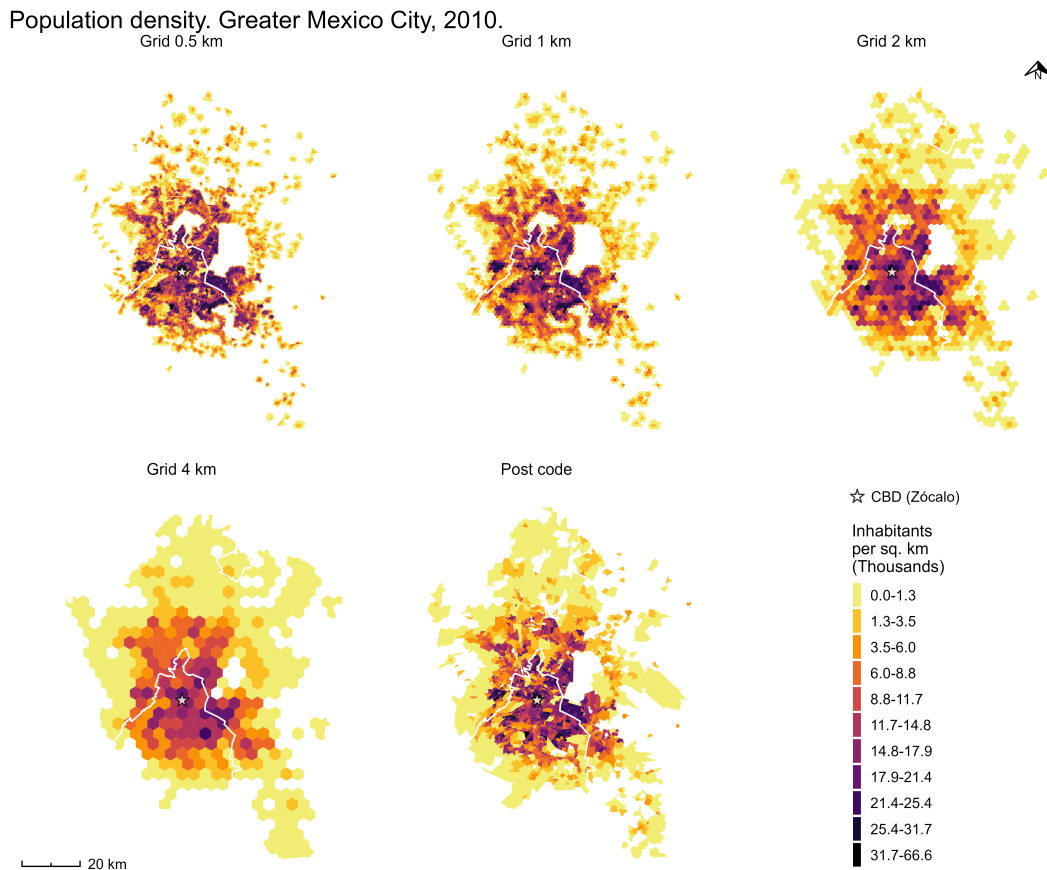 Population density. Greater Mexico City, 2010.
Grid 0.5 km
Grid 1 km
Grid 2 km
N
Grid 4 km
Post code
CBD (Zócalo)
Inhabitants
per sq. km
(Thousands)
0.0-1.3
1.3-3.5
3.5-6.0
6.0-8.8
8.8-11.7
11.7-14.8
14.8-17.9
17.9-21.4
21.4-25.4
25.4-31.7
31.7-66.6
20 km